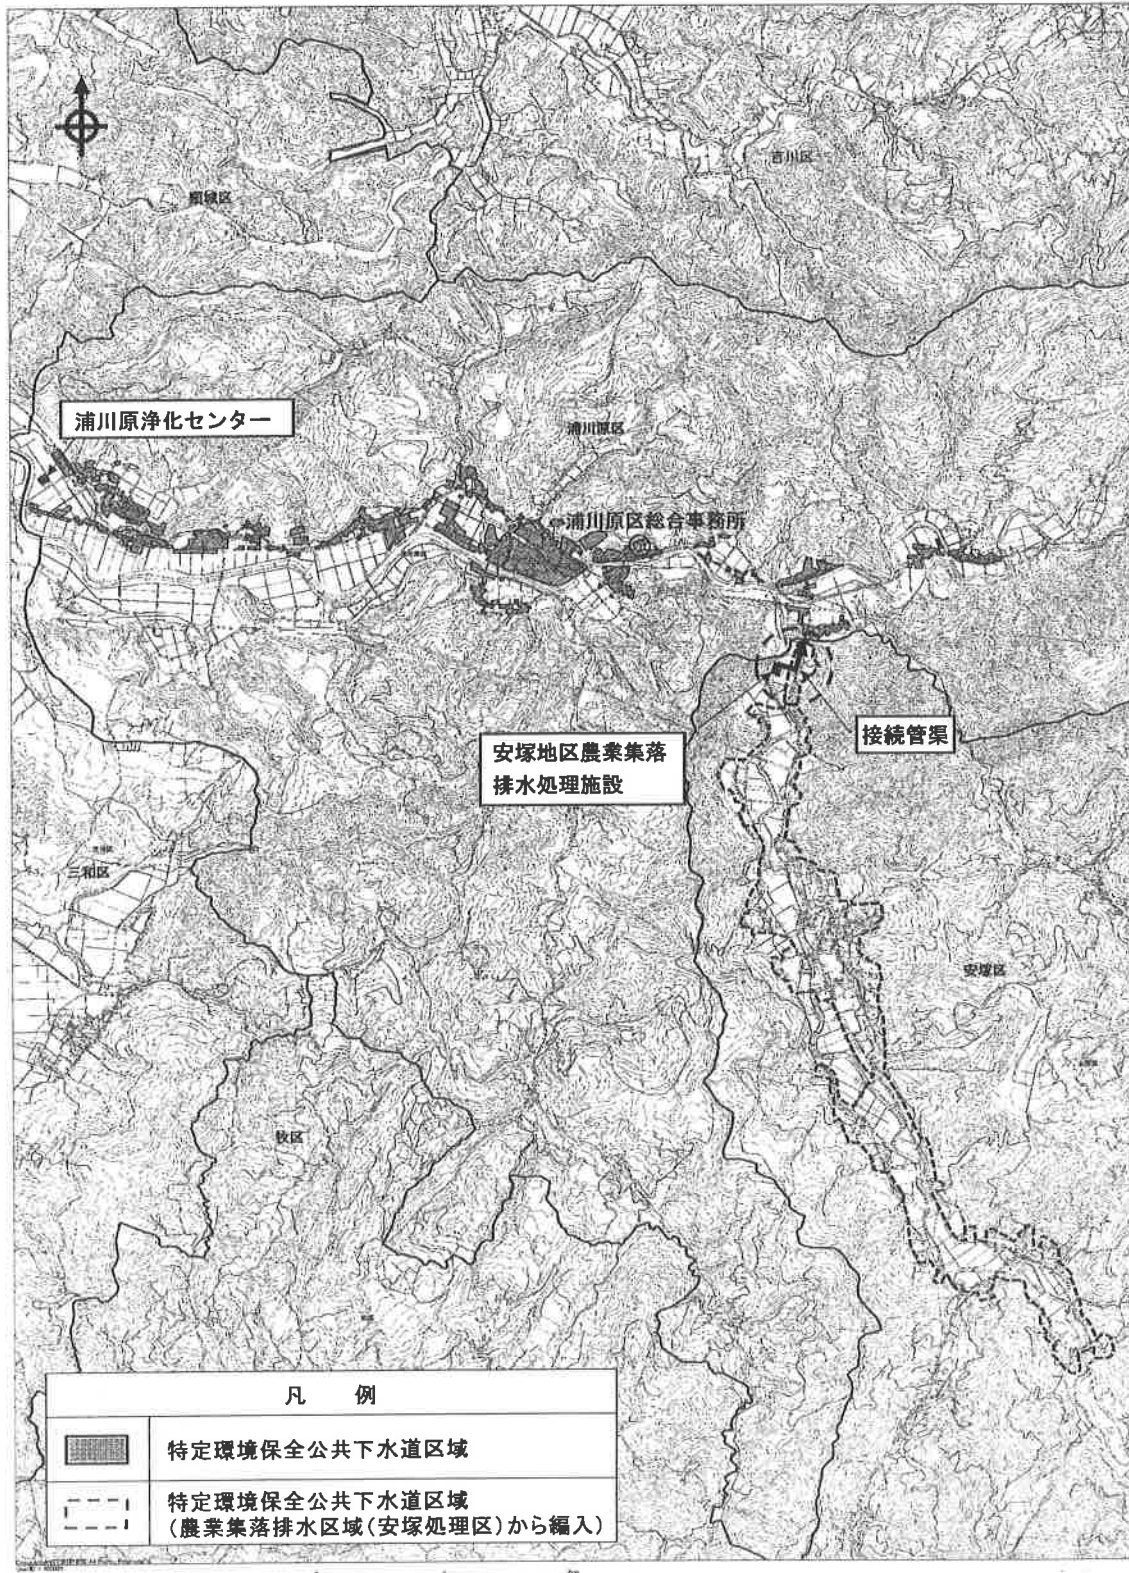 吉川区
頸城区
浦川原浄化センター
浦川原区
浦川原区総合事務所
接続管渠
安塚地区農業集落
排水処理施設
三和区
安塚区
牧区
凡 例
特定環境保全公共下水道区域
特定環境保全公共下水道区域
(農業集落排水区域(安塚処理区)から編入)